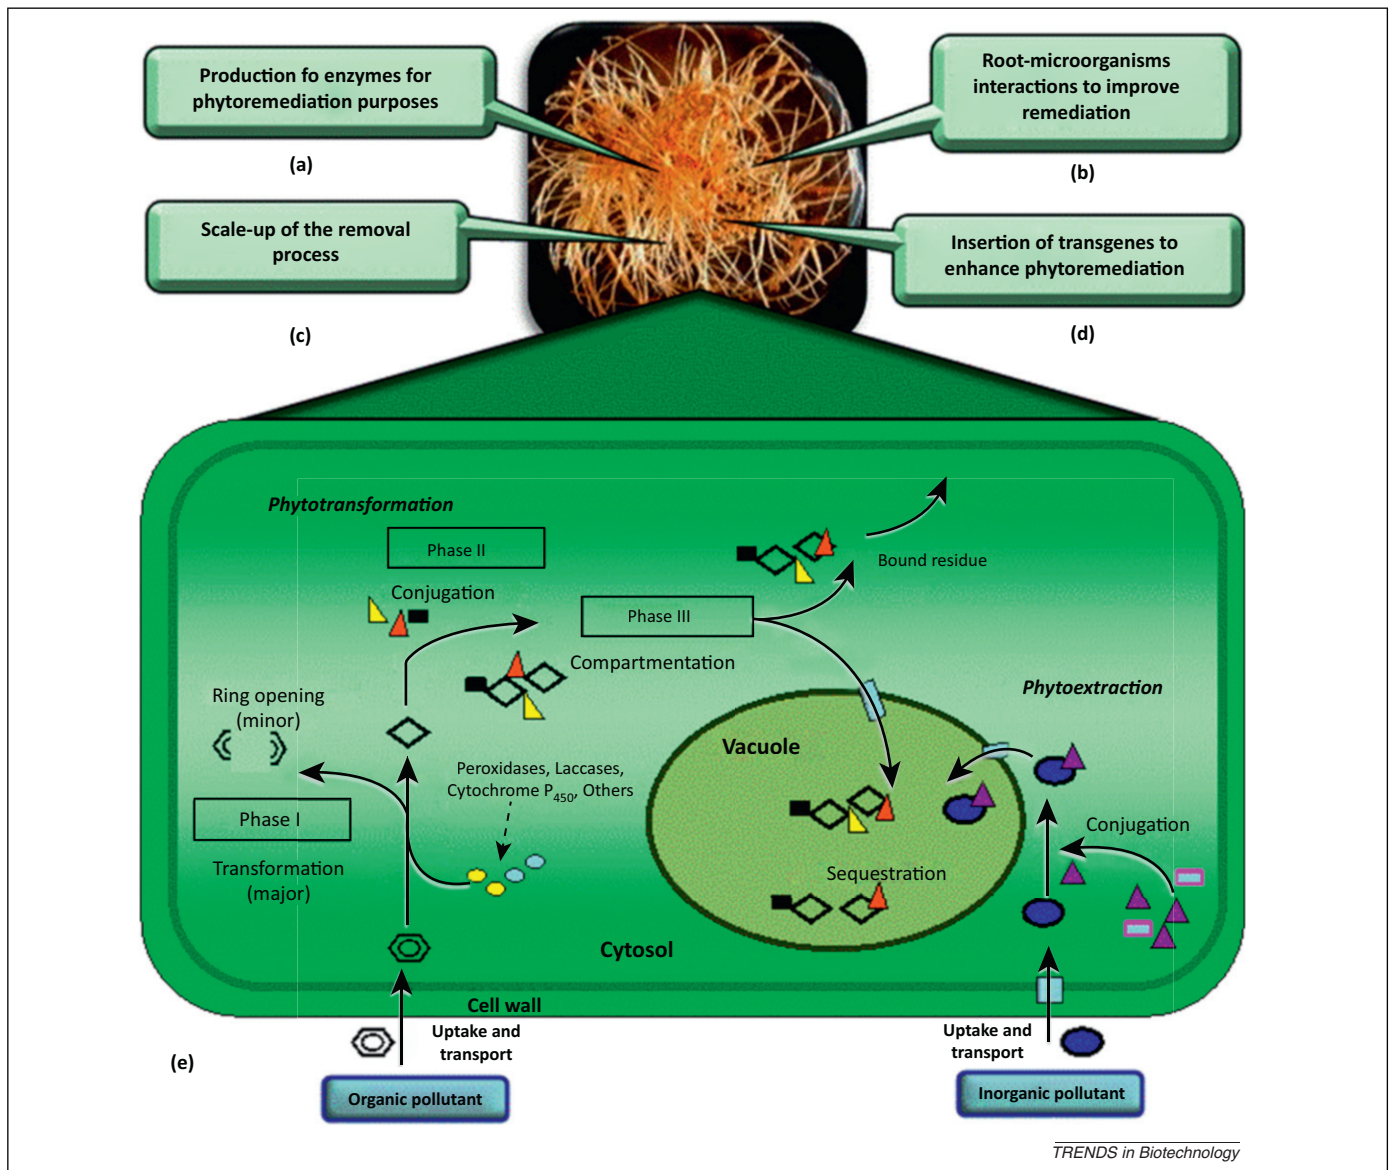 Production fo enzymes for
phytoremediation purposes
(a)
Root-microorganisms
interactions to improve
remediation
(b)
Scale-up of the removal
process
(c)
Insertion of transgenes to
enhance phytoremediation
(d)
Phytotransformation
Phase II
Conjugation
Bound residue
Phase III
Compartmentation
Phytoextraction
Ring opening
(minor)
Vacuole
Peroxidases, Laccases,
Cytochrome P450, Others
Phase I
Conjugation
Transformation
(major)
Sequestration
Cytosol
Cell wall
Uptake and
transport
Uptake and
transport
(e)
Organic pollutant
Inorganic pollutant
TRENDS in Biotechnology